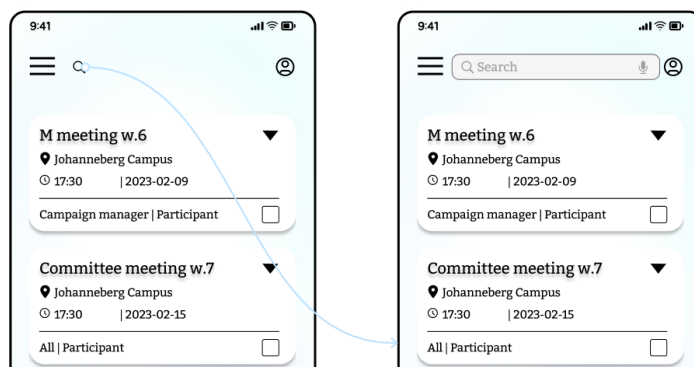 9:41
M meeting w.6
Johanneberg Campus
17:30 | 2023-02-09
Campaign manager | Participant
Committee meeting w.7
Johanneberg Campus
17:30 | 2023-02-15
All | Participant
9:41
Search
M meeting w.6
Johanneberg Campus
17:30 | 2023-02-09
Campaign manager | Participant
Committee meeting w.7
Johanneberg Campus
17:30 | 2023-02-15
All | Participant